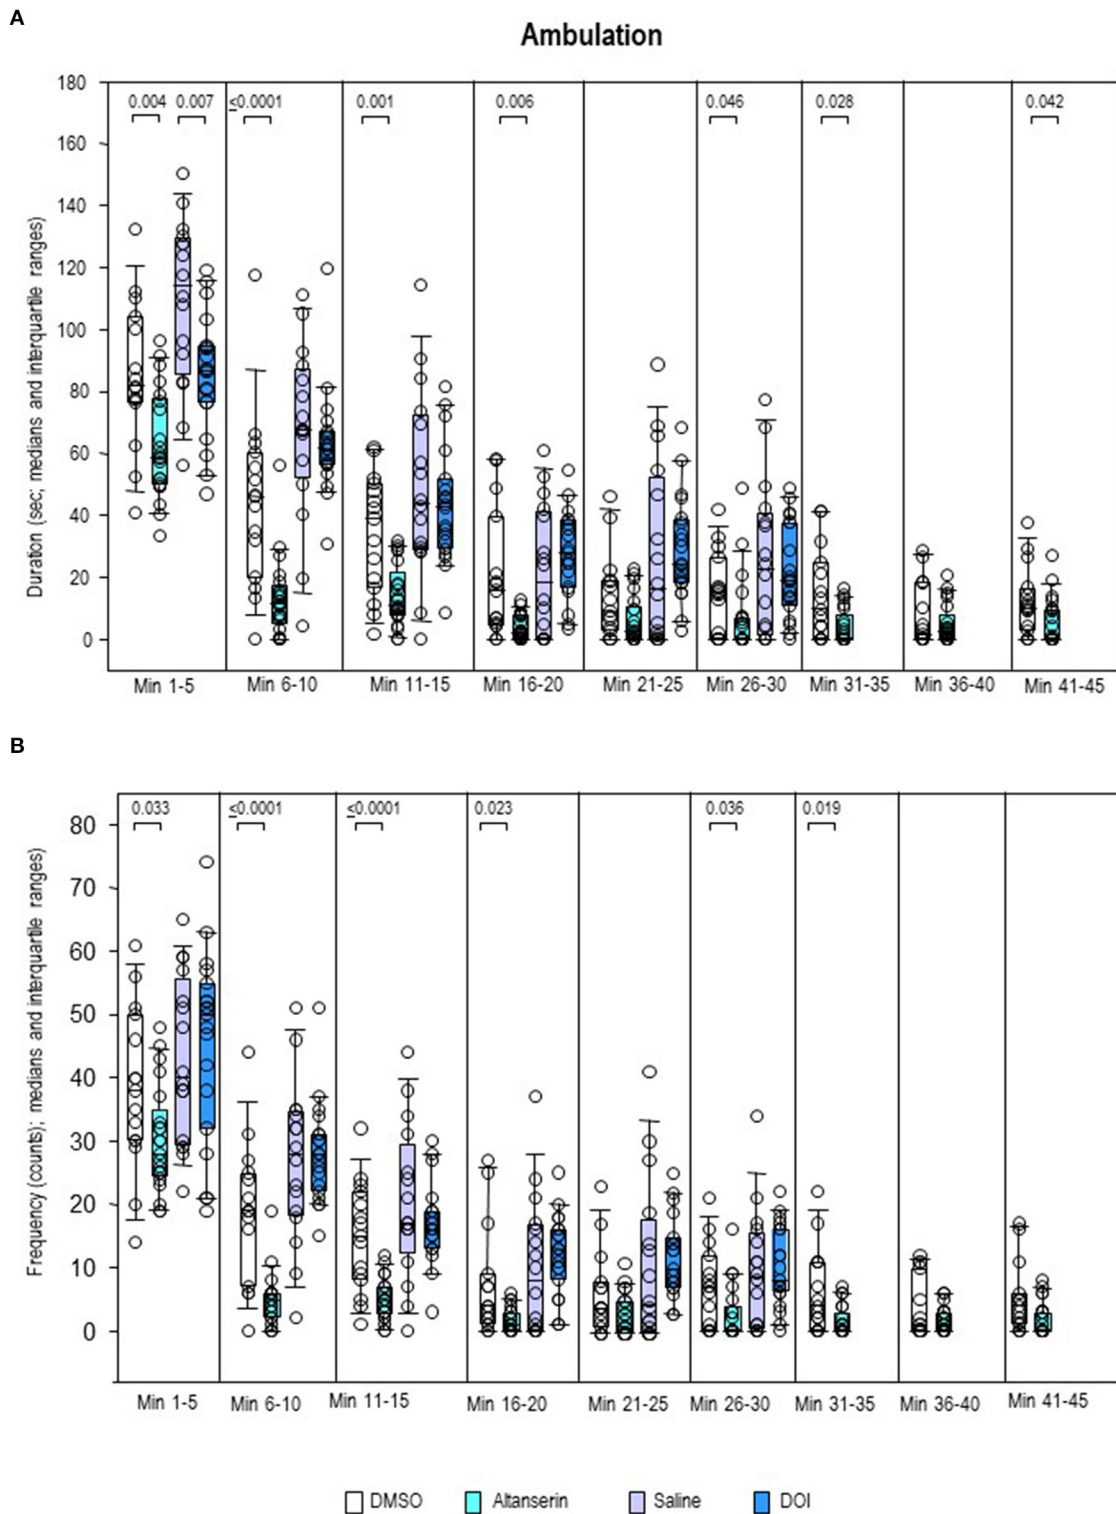 A
Ambulation
Duration (sec; medians and interquartile ranges)
180
160
140
120
100
80
60
40
20
0
0.004 0.007 ≤0.0001 0.001 0.006 0.046 0.028 0.042
Min 1-5 Min 6-10 Min 11-15 Min 16-20 Min 21-25 Min 26-30 Min 31-35 Min 36-40 Min 41-45
B
Frequency (counts); medians and interquartile ranges)
80
70
60
50
40
30
20
10
0
0.033 ≤0.0001 ≤0.0001 0.023 0.036 0.019
Min 1-5 Min 6-10 Min 11-15 Min 16-20 Min 21-25 Min 26-30 Min 31-35 Min 36-40 Min 41-45
DMSO Altanserin Saline DOI